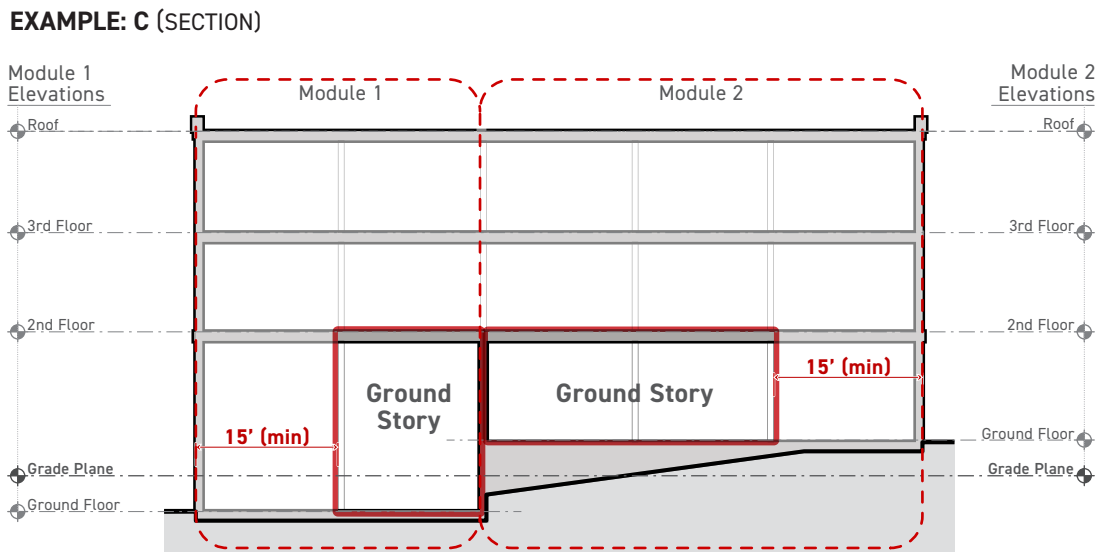 EXAMPLE: C (SECTION)
Module 1
Elevations
Module 1
Module 2
Module 2
Elevations
Roof
Roof
3rd Floor
3rd Floor
2nd Floor
2nd Floor
15’ (min)
Ground
Story
Ground Story
15’ (min)
Ground Floor
Grade Plane
Grade Plane
Ground Floor